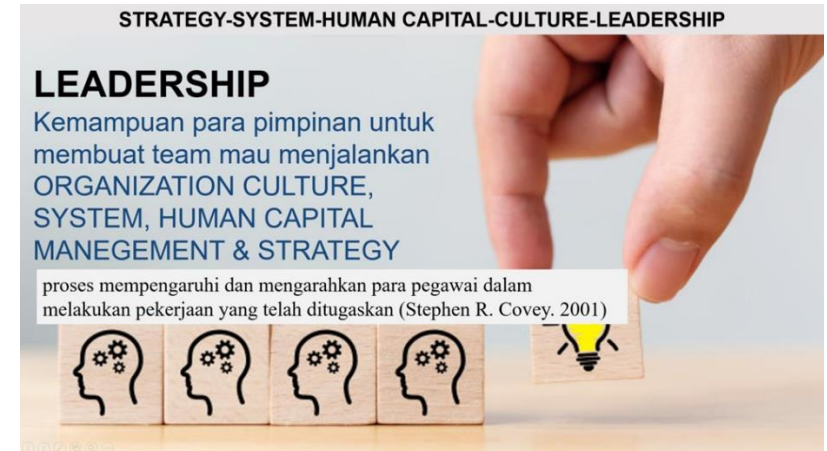 STRATEGY-SYSTEM-HUMAN CAPITAL-CULTURE-LEADERSHIP
LEADERSHIP
Kemampuan para pimpinan untuk
membuat team mau menjalankan
ORGANIZATION CULTURE,
SYSTEM, HUMAN CAPITAL
MANEGEMENT & STRATEGY
proses mempengaruhi dan mengarahkan para pegawai dalam
melakukan pekerjaan yang telah ditugaskan (Stephen R. Covey. 2001)